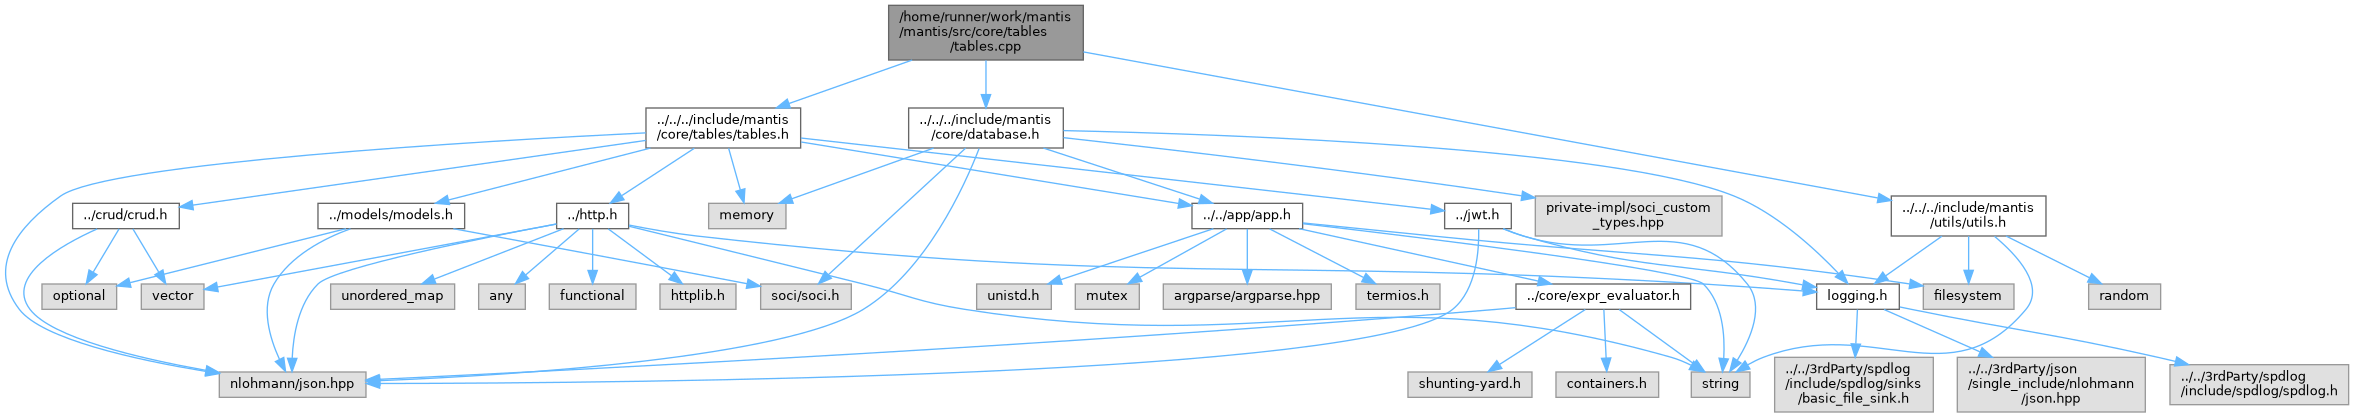 /home/runner/work/mantis
/mantis/src/core/tables
/tables.cpp
../../../include/mantis
/core/tables/tables.h
../../../include/mantis
/core/database.h
../crud/crud.h
../models/models.h
../http.h
memory
../../app/app.h
../jwt.h
private-impl/soci_custom
_types.hpp
../../../include/mantis
/utils/utils.h
optional
vector
unordered_map
any
functional
httplib.h
soci/soci.h
unistd.h
mutex
argparse/argparse.hpp
termios.h
../core/expr_evaluator.h
logging.h
filesystem
random
nlohmann/json.hpp
shunting-yard.h
containers.h
string
../../3rdParty/spdlog
/include/spdlog/sinks
/basic_file_sink.h
../../3rdParty/json
/single_include/nlohmann
/json.hpp
../../3rdParty/spdlog
/include/spdlog/spdlog.h